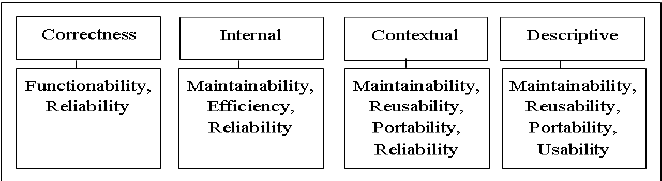 Correctness
Internal
Contextual
Descriptive
Functionability,
Reliability
Maintainability,
Efficiency,
Reliability
Maintainability,
Reusability,
Portability,
Reliability
Maintainability,
Reusability,
Portability,
Usability